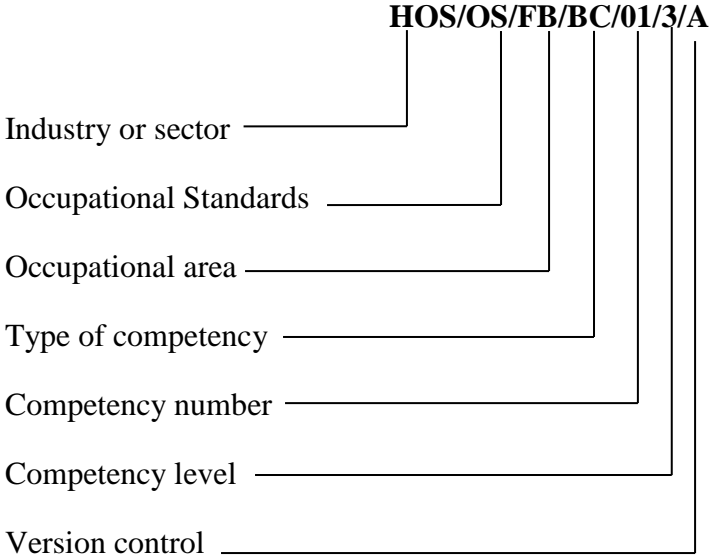 HOS/OS/FB/BC/01/3/A
Industry or sector
Occupational Standards
Occupational area
Type of competency
Competency number
Competency level
Version control